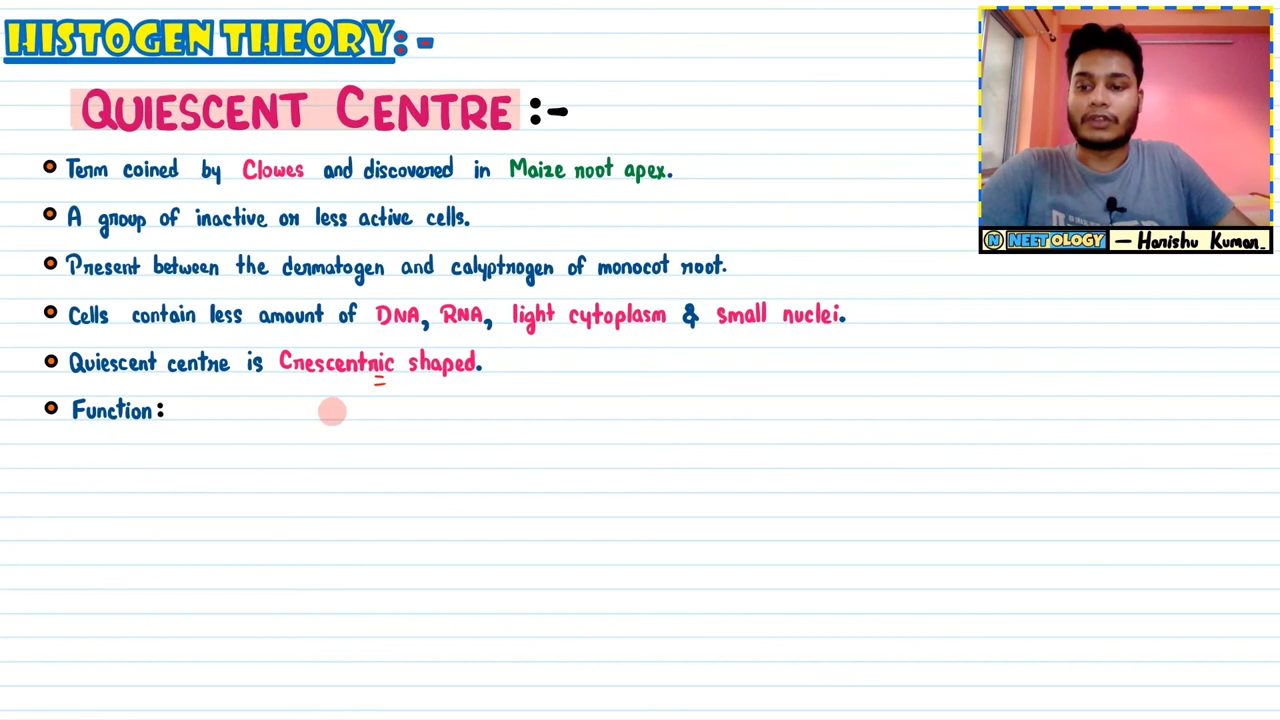 HISTOGEN THEORY:-
QUIESCENT CENTRE :-
Term coined by Clowes and discovered in Maize root apex.
A group of inactive or less active cells.
Present between the dermatogen and calyptrogen of monocot root.
Cells contain less amount of DNA, RNA, light cytoplasm & small nuclei.
Quiescent centre is Crescentric shaped.
Function:
N NEETOLOGY – Harishu Kumar